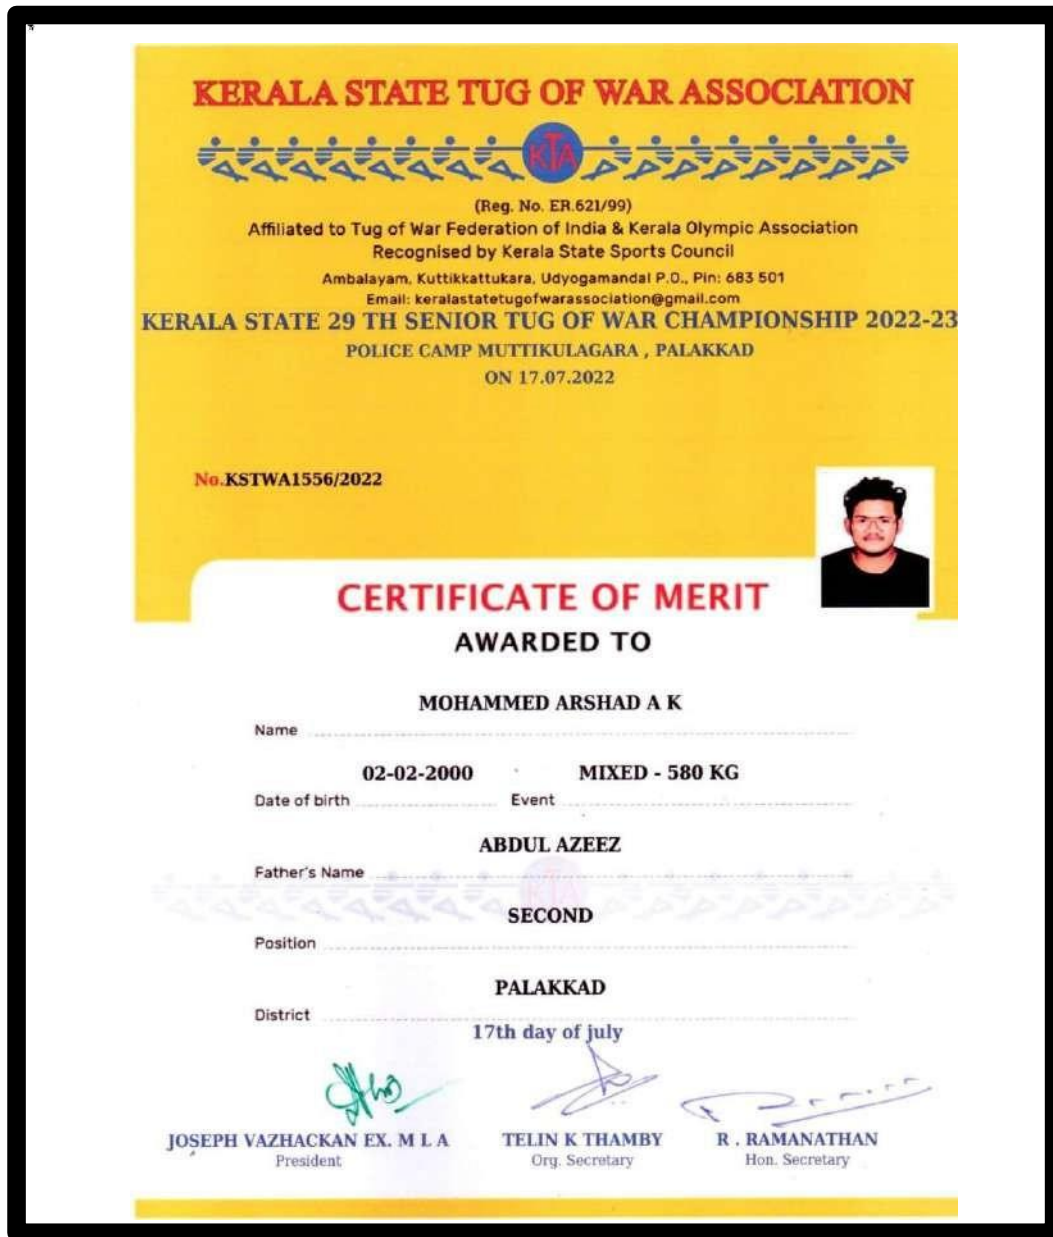 KERALA STATE TUG OF WAR ASSOCIATION
KTA
(Reg. No. ER.621/99)
Affiliated to Tug of War Federation of India & Kerala Olympic Association
Recognised by Kerala State Sports Council
Ambalayam, Kuttikkattukara, Udyogamandal P.O., Pin: 683 501
Email: keralastatetugofwarassociation@gmail.com
KERALA STATE 29 TH SENIOR TUG OF WAR CHAMPIONSHIP 2022-23
POLICE CAMP MUTTIKULAGARA , PALAKKAD
ON 17.07.2022
No.KSTWA1556/2022
CERTIFICATE OF MERIT
AWARDED TO
MOHAMMED ARSHAD A K
Name
02-02-2000 MIXED - 580 KG
Date of birth Event
ABDUL AZEEZ
Father's Name
KTA
SECOND
Position
PALAKKAD
District
17th day of july
JOSEPH VAZHACKAN EX. M L A TELIN K THAMBY R . RAMANATHAN
President Org. Secretary Hon. Secretary